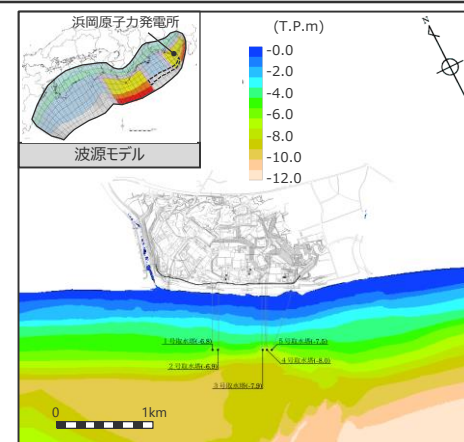 浜岡原子力発電所
波源モデル
(T.P.m)
-0.0
-2.0
-4.0
-6.0
-8.0
-10.0
-12.0
N
1号取水塔(-6.8)
2号取水塔(-6.9)
3号取水塔(-7.9)
4号取水塔(-8.0)
5号取水塔(-7.5)
0 1km